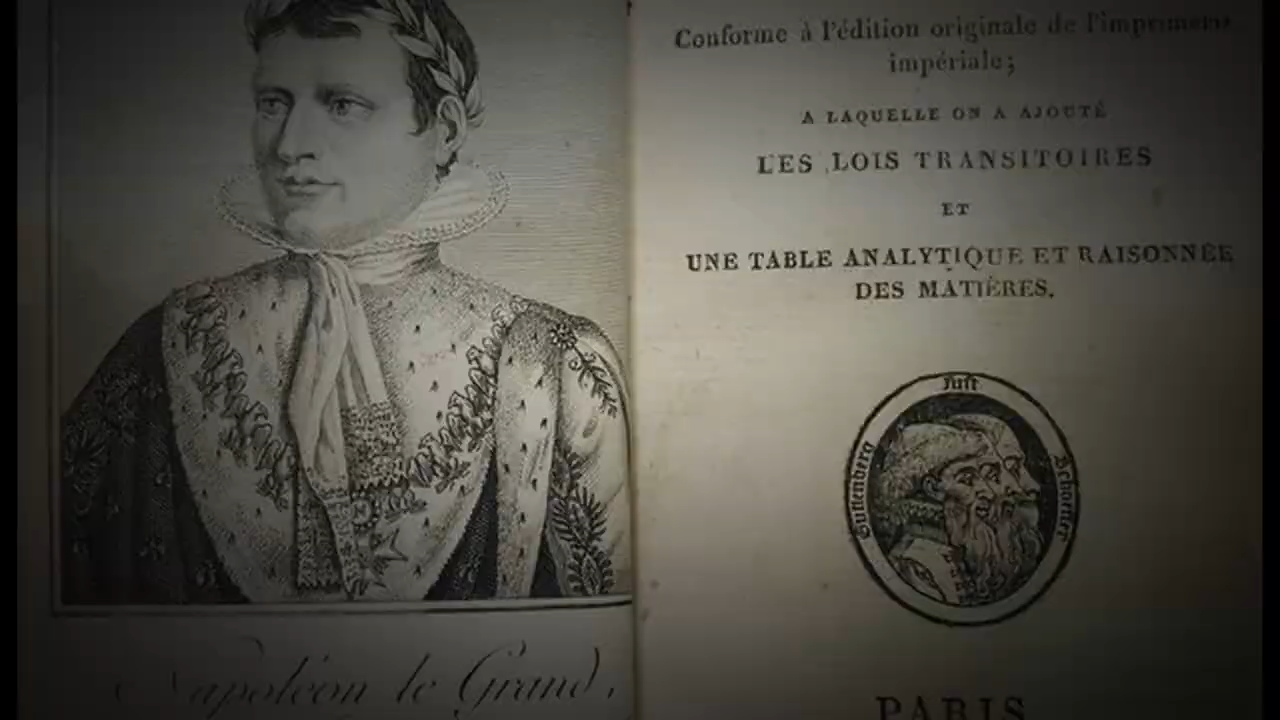 Napoléon le Grand,
Conforme à l'édition originale de l'imprimerie
impériale;
A LAQUELLE ON A AJOUTÉ
LES LOIS TRANSITOIRES
ET
UNE TABLE ANALYTIQUE ET RAISONNÉE
DES MATIÈRES.
Fust
Guttenberg
Schoeffer
PARIS